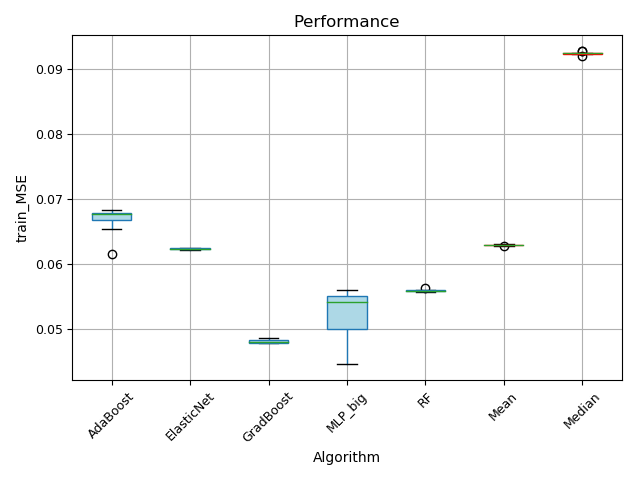 Performance
train_MSE
0.09
0.08
0.07
0.06
0.05
AdaBoost
ElasticNet
GradBoost
MLP_big
RF
Mean
Median
Algorithm